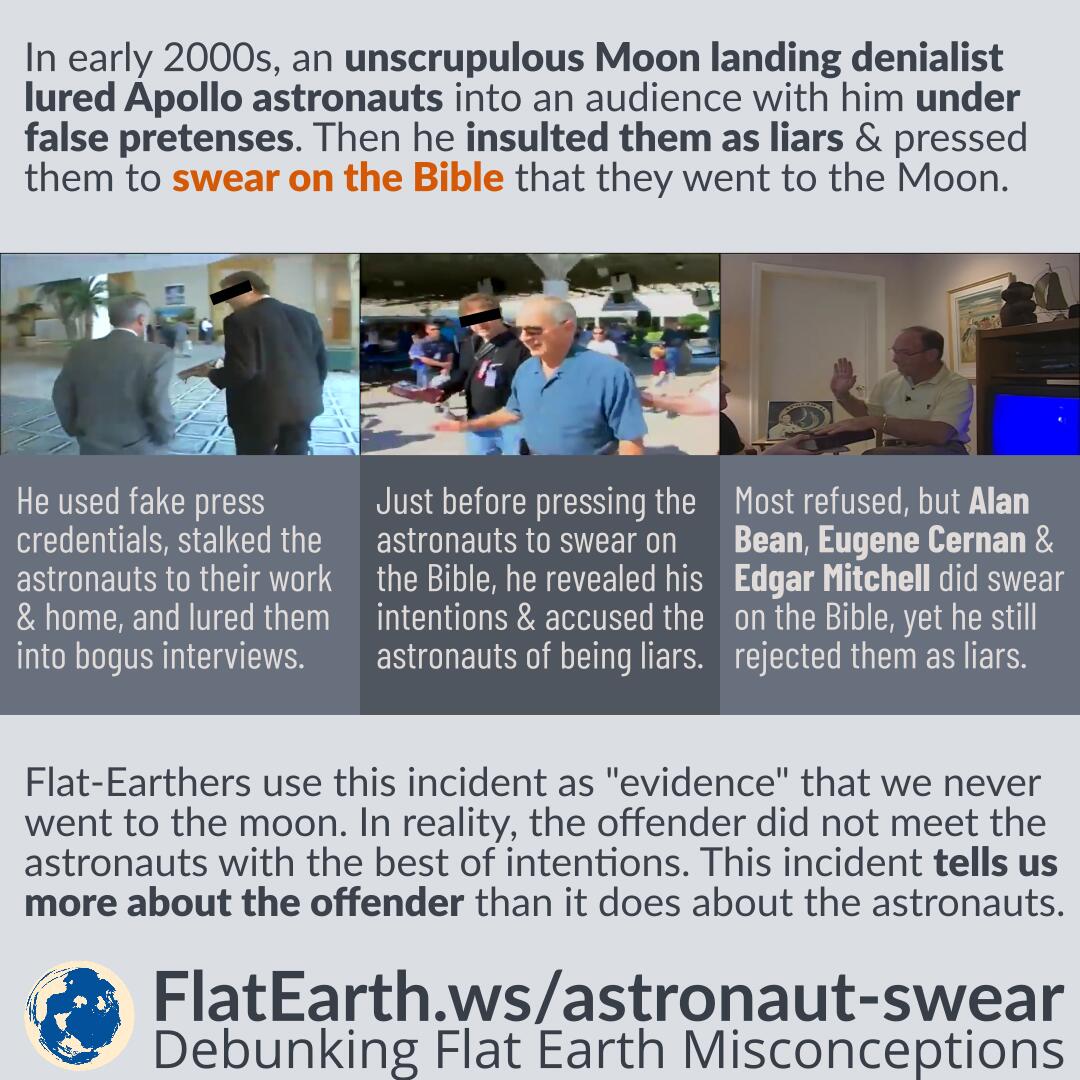 In early 2000s, an unscrupulous Moon landing denialist
lured Apollo astronauts into an audience with him under
false pretenses. Then he insulted them as liars & pressed
them to swear on the Bible that they went to the Moon.
He used fake press
credentials, stalked the
astronauts to their work
& home, and lured them
into bogus interviews.
Just before pressing the
astronauts to swear on
the Bible, he revealed his
intentions & accused the
astronauts of being liars.
Most refused, but Alan
Bean, Eugene Cernan &
Edgar Mitchell did swear
on the Bible, yet he still
rejected them as liars.
Flat-Earthers use this incident as "evidence" that we never
went to the moon. In reality, the offender did not meet the
astronauts with the best of intentions. This incident tells us
more about the offender than it does about the astronauts.
FlatEarth.ws/astronaut-swear
Debunking Flat Earth Misconceptions